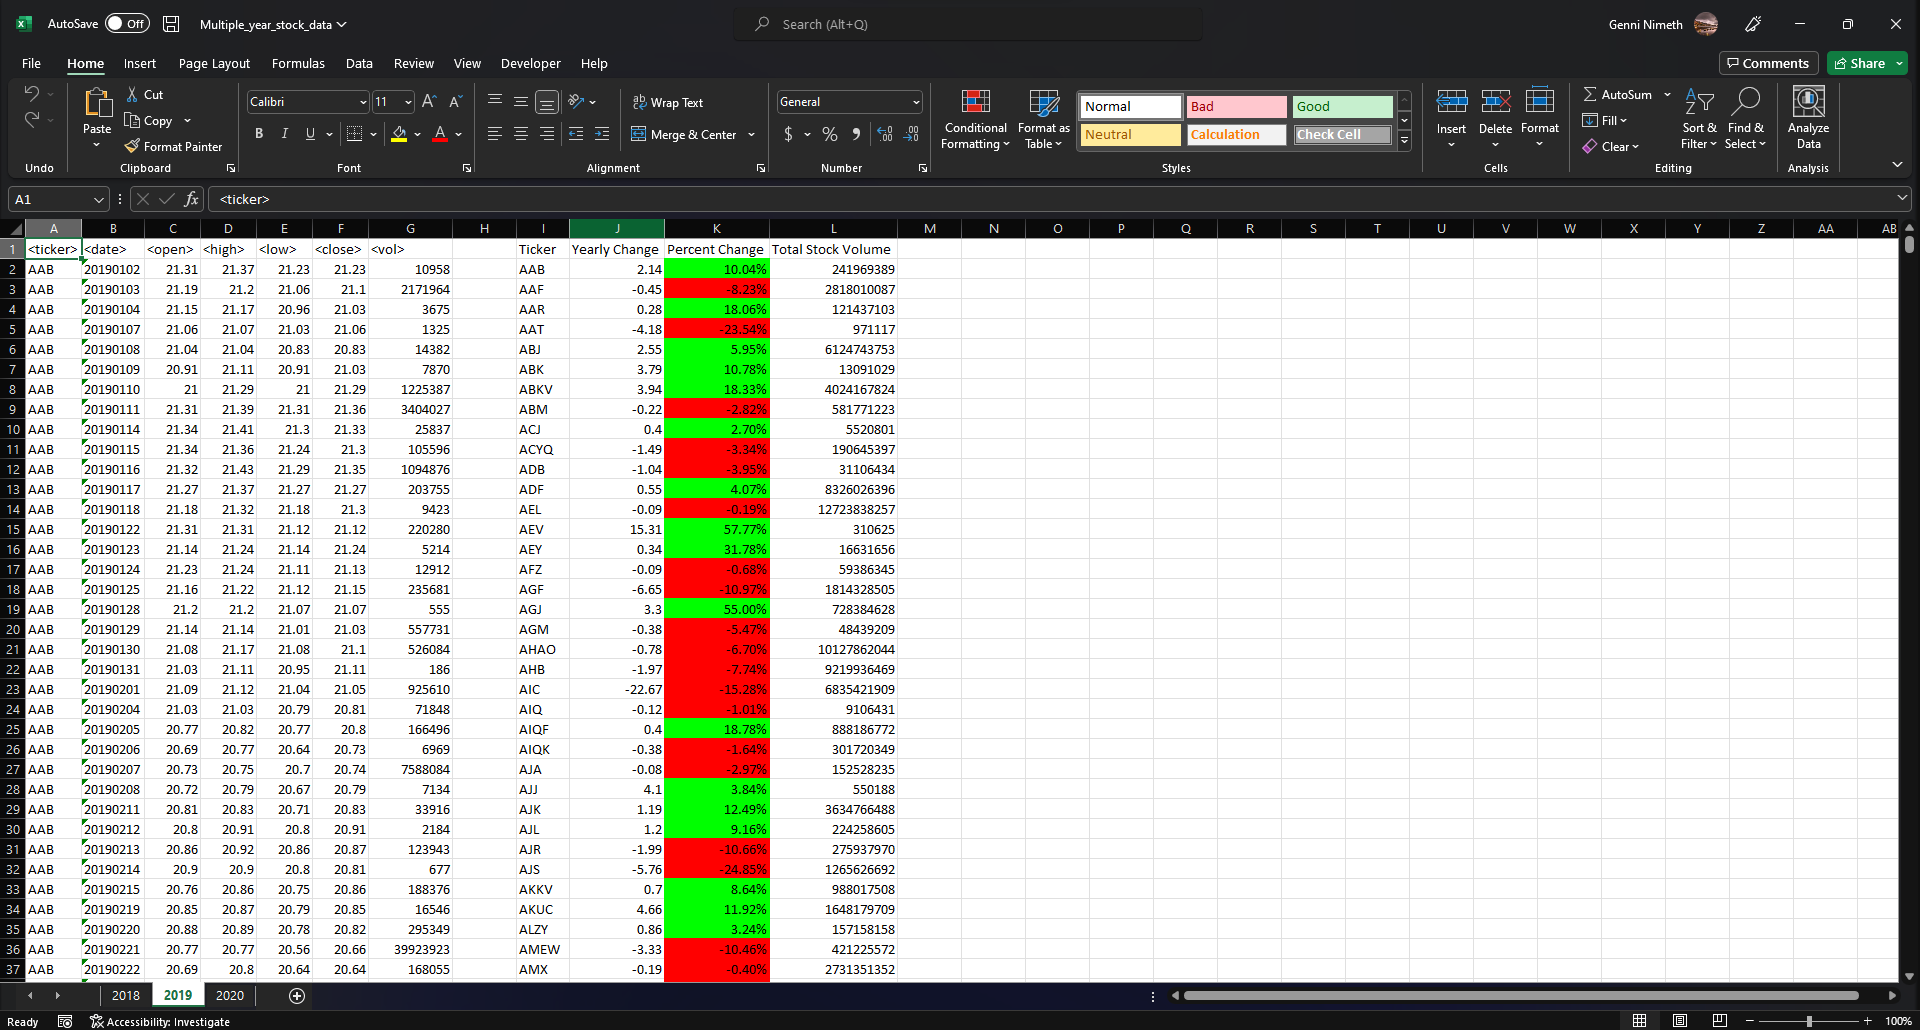 AutoSave Off Multiple_year_stock_data Search (Alt+Q) Genni Nimeth
File Home Insert Page Layout Formulas Data Review View Developer Help Comments Share
Paste Cut Copy Format Painter
Calibri 11 B I U A
Wrap Text Merge & Center
General $ %
Conditional Formatting Format as Table
Normal Bad Good
Neutral Calculation Check Cell
Insert Delete Format
AutoSum Fill Clear
Sort & Filter Find & Select
Analyze Data
Undo Clipboard Font Alignment Number Styles Cells Editing Analysis
A1 fx <ticker>
A B C D E F G H I J K L M N O P Q R S T U V W X Y Z AA AB
1 <ticker> <date> <open> <high> <low> <close> <vol> Ticker Yearly Change Percent Change Total Stock Volume
2 AAB 20190102 21.31 21.37 21.23 21.23 10958 AAB 2.14 10.04% 241969389
3 AAB 20190103 21.19 21.2 21.06 21.1 2171964 AAF -0.45 -8.23% 2818010087
4 AAB 20190104 21.15 21.17 20.96 21.03 3675 AAR 0.28 18.06% 121437103
5 AAB 20190107 21.06 21.07 21.03 21.06 1325 AAT -4.18 -23.54% 971117
6 AAB 20190108 21.04 21.04 20.83 20.83 14382 ABJ 2.55 5.95% 6124743753
7 AAB 20190109 20.91 21.11 20.91 21.03 7870 ABK 3.79 10.78% 13091029
8 AAB 20190110 21 21.29 21 21.29 1225387 ABKV 3.94 18.33% 4024167824
9 AAB 20190111 21.31 21.39 21.31 21.36 3404027 ABM -0.22 -2.82% 581771223
10 AAB 20190114 21.34 21.41 21.3 21.33 25837 ACJ 0.4 2.70% 5520801
11 AAB 20190115 21.34 21.36 21.24 21.3 105596 ACYQ -1.49 -3.34% 190645397
12 AAB 20190116 21.32 21.43 21.29 21.35 1094876 ADB -1.04 -3.95% 31106434
13 AAB 20190117 21.27 21.37 21.27 21.27 203755 ADF 0.55 4.07% 8326026396
14 AAB 20190118 21.18 21.32 21.18 21.3 9423 AEL -0.09 -0.19% 12723838257
15 AAB 20190122 21.31 21.31 21.12 21.12 220280 AEV 15.31 57.77% 310625
16 AAB 20190123 21.14 21.24 21.14 21.24 5214 AEY 0.34 31.78% 16631656
17 AAB 20190124 21.23 21.24 21.11 21.13 12912 AFZ -0.09 -0.68% 59386345
18 AAB 20190125 21.16 21.22 21.12 21.15 235681 AGF -6.65 -10.97% 1814328505
19 AAB 20190128 21.2 21.2 21.07 21.07 555 AGJ 3.3 55.00% 728384628
20 AAB 20190129 21.14 21.14 21.01 21.03 557731 AGM -0.38 -5.47% 48439209
21 AAB 20190130 21.08 21.17 21.08 21.1 526084 AHAO -0.78 -6.70% 10127862044
22 AAB 20190131 21.03 21.11 20.95 21.11 186 AHB -1.97 -7.74% 9219936469
23 AAB 20190201 21.09 21.12 21.04 21.05 925610 AIC -22.67 -15.28% 6835421909
24 AAB 20190204 21.03 21.03 20.79 20.81 71848 AIQ -0.12 -1.01% 9106431
25 AAB 20190205 20.77 20.82 20.77 20.8 166496 AIQF 0.4 18.78% 888186772
26 AAB 20190206 20.69 20.77 20.64 20.73 6969 AIQK -0.38 -1.64% 301720349
27 AAB 20190207 20.73 20.75 20.7 20.74 7588084 AJA -0.08 -2.97% 152528235
28 AAB 20190208 20.72 20.79 20.67 20.79 7134 AJJ 4.1 3.84% 550188
29 AAB 20190211 20.81 20.83 20.71 20.83 33916 AJK 1.19 12.49% 3634766488
30 AAB 20190212 20.8 20.91 20.8 20.91 2184 AJL 1.2 9.16% 224258605
31 AAB 20190213 20.86 20.92 20.86 20.87 123943 AJR -1.99 -10.66% 275937970
32 AAB 20190214 20.9 20.9 20.8 20.81 677 AJS -5.76 -24.85% 1265626692
33 AAB 20190215 20.76 20.86 20.75 20.86 188376 AKKV 0.7 8.64% 988017508
34 AAB 20190219 20.85 20.87 20.79 20.85 16546 AKUC 4.66 11.92% 1648179709
35 AAB 20190220 20.88 20.89 20.78 20.82 295349 ALZY 0.86 3.24% 157158158
36 AAB 20190221 20.77 20.77 20.56 20.66 39923923 AMEW -3.33 -10.46% 421225572
37 AAB 20190222 20.69 20.8 20.64 20.64 168055 AMX -0.19 -0.40% 2731351352
2018 2019 2020
Ready Accessibility: Investigate 100%